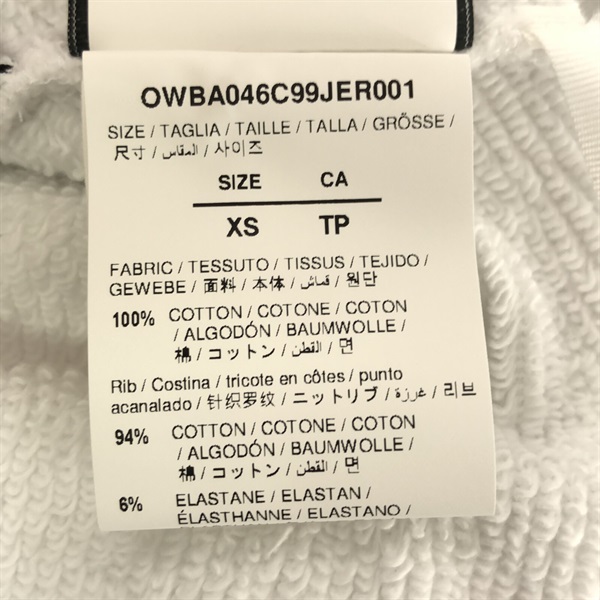 OWBA046C99JER001
SIZE / TAGLIA / TAILLE / TALLA / GRÖSSE /
尺寸 / المقاس / 사이즈
SIZE CA
XS TP
FABRIC / TESSUTO / TISSUS / TEJIDO /
GEWEBE / 面料 / 本体 / قماش / 원단
100% COTTON / COTONE / COTON
/ ALGODÓN / BAUMWOLLE /
棉 / コットン / القطن / 면
Rib / Costina / tricote en côtes / punto
acanalado / 针织罗纹 / ニットリブ / غرزة / 리브
94% COTTON / COTONE / COTON
/ ALGODÓN / BAUMWOLLE /
棉 / コットン / القطن / 면
6% ELASTANE / ELASTAN /
ÉLASTHANNE / ELASTANO /